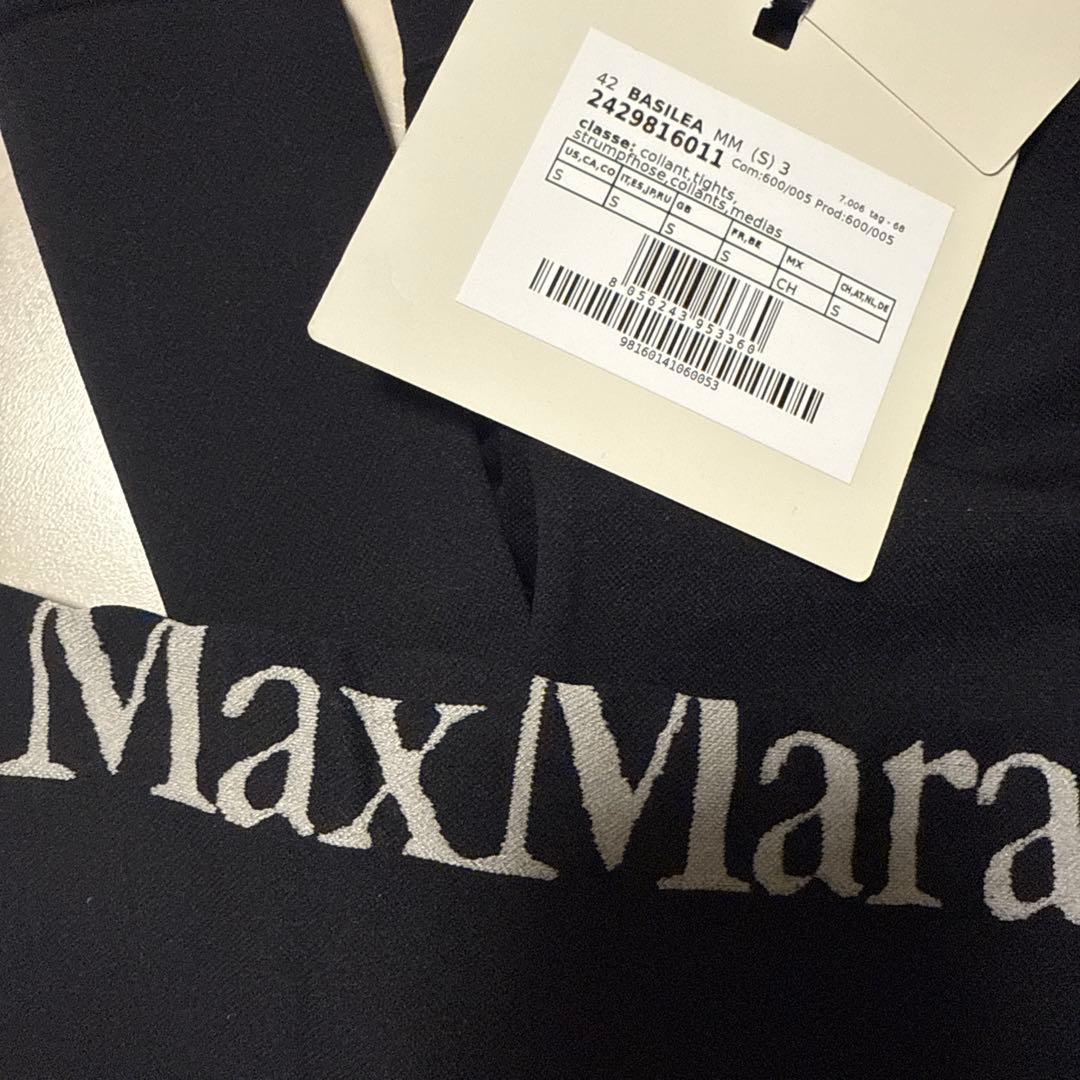 42 BASILEA MM (S) 3
2429816011 Com:600/005 Prod:600/005
7.006 tag - 68
classe: collant,tights,
strumpfhose,collants,medias
US,CA,CO IT,ES,JP,RU GB FR,BE MX CH,AT,NL,DE
S S S S CH S
8 056243 953360
98160141060053
MaxMara